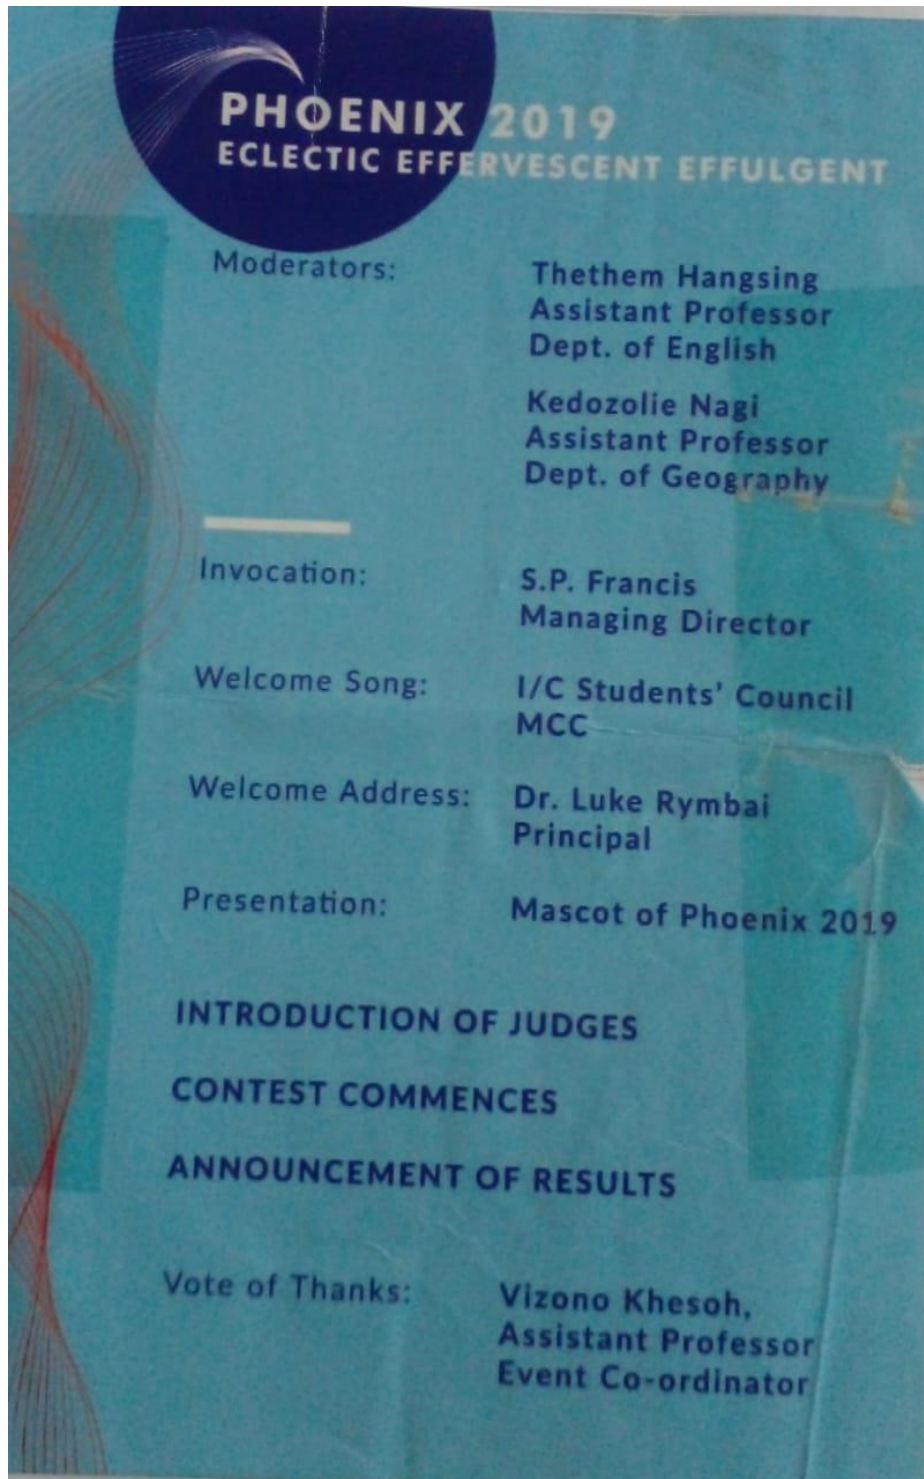 PHOENIX 2019
ECLECTIC EFFERVESCENT EFFULGENT
Moderators: Thethem Hangsing
Assistant Professor
Dept. of English
Kedozolie Nagi
Assistant Professor
Dept. of Geography
Invocation: S.P. Francis
Managing Director
Welcome Song: I/C Students' Council
MCC
Welcome Address: Dr. Luke Rymbai
Principal
Presentation: Mascot of Phoenix 2019
INTRODUCTION OF JUDGES
CONTEST COMMENCES
ANNOUNCEMENT OF RESULTS
Vote of Thanks: Vizono Khesoh,
Assistant Professor
Event Co-ordinator